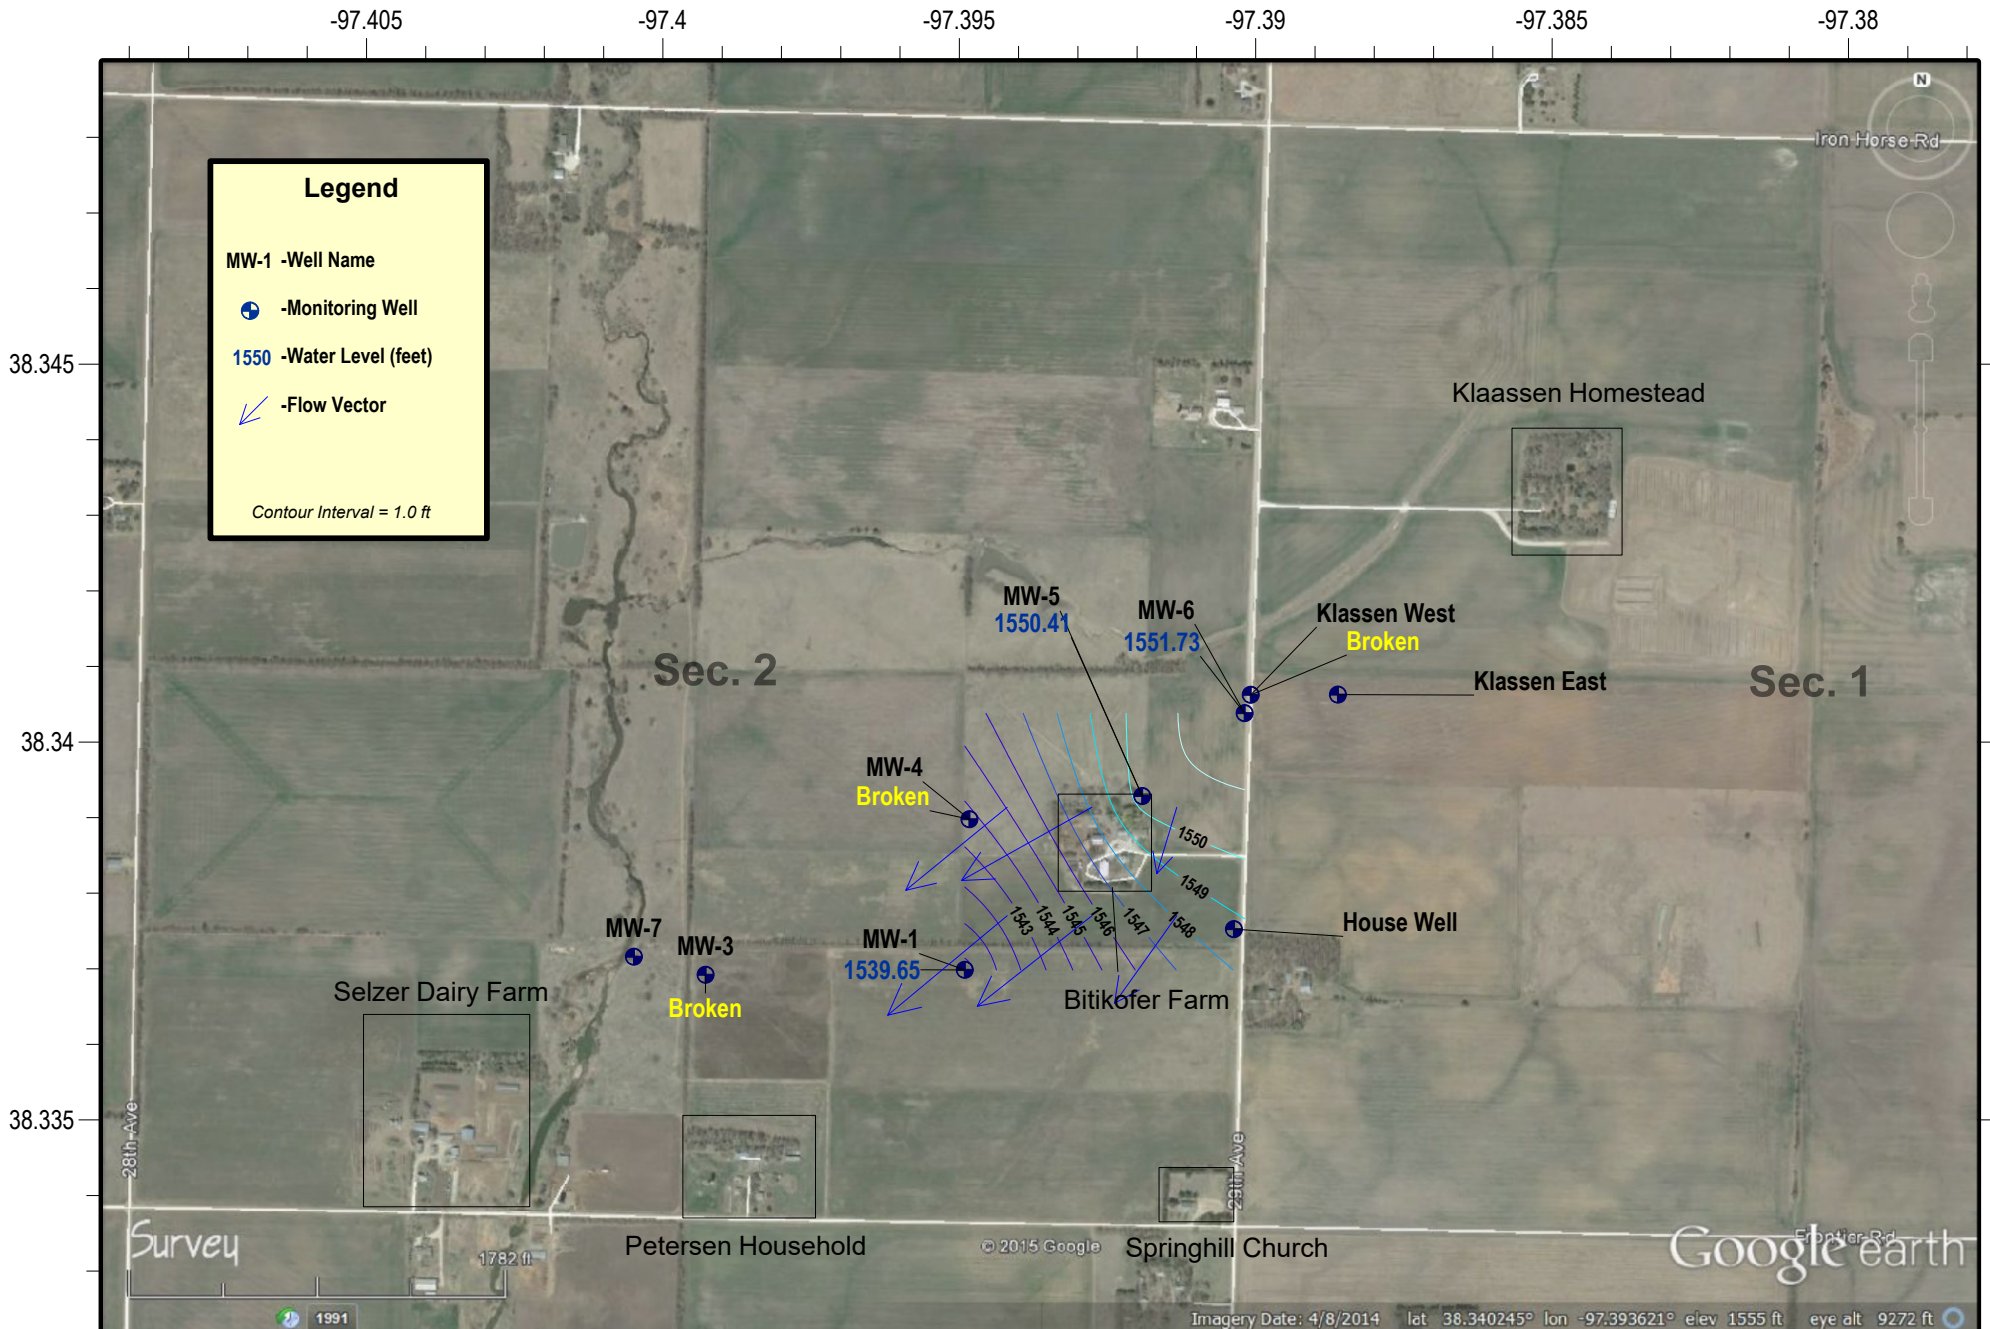 -97.405
-97.4
-97.395
-97.39
-97.385
-97.38
N
Iron Horse Rd
Legend
MW-1 -Well Name
-Monitoring Well
1550 -Water Level (feet)
-Flow Vector
Contour Interval = 1.0 ft
38.345
38.34
38.335
Klaassen Homestead
MW-5
1550.41
MW-6
1551.73
Klassen West
Broken
Klassen East
Sec. 2
Sec. 1
MW-4
Broken
1550
1549
1548
1547
1546
1545
1544
1543
House Well
MW-7
MW-3
Broken
MW-1
1539.65
Selzer Dairy Farm
Bitikofer Farm
28th Ave
29th Ave
Petersen Household
Springhill Church
Survey
1782 ft
© 2015 Google
Frontier Rd
Google earth
1991
Imagery Date: 4/8/2014 lat 38.340245° lon -97.393621° elev 1555 ft eye alt 9272 ft